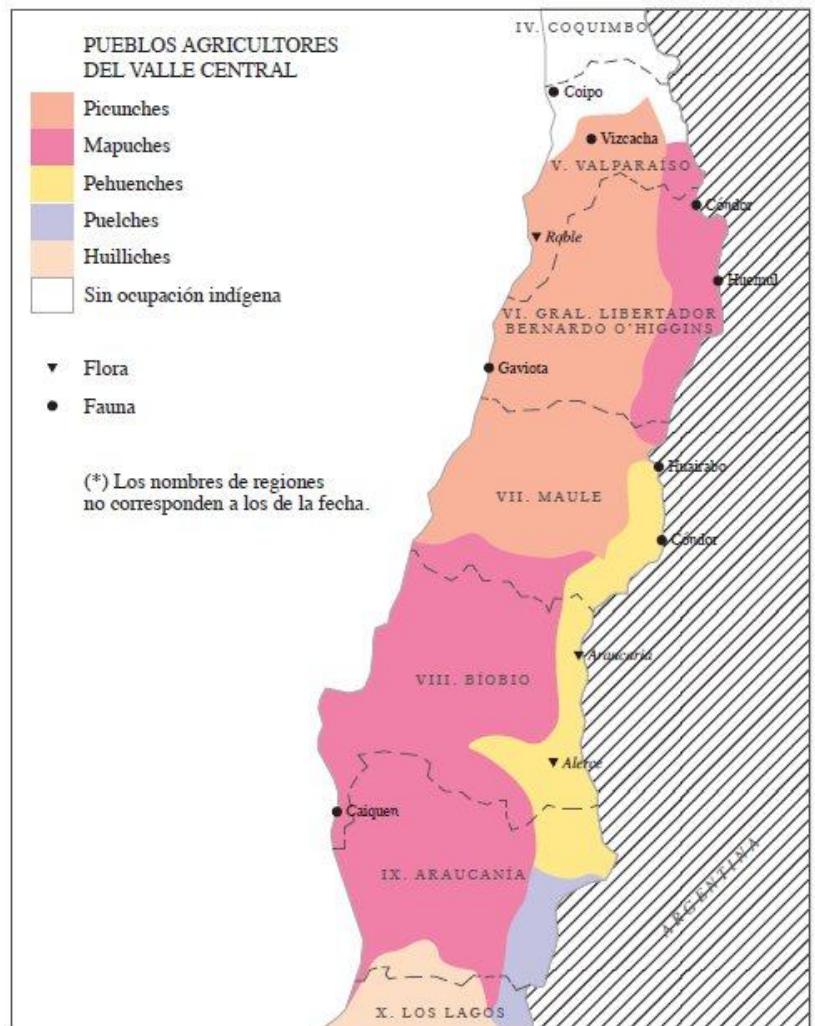 PUEBLOS AGRICULTORES
DEL VALLE CENTRAL
Picunches
Mapuches
Pehuenches
Puelches
Huilliches
Sin ocupación indígena
Flora
Fauna
(*) Los nombres de regiones
no corresponden a los de la fecha.
IV. COQUIMBO
Coipo
Vizcacha
V. VALPARAÍSO
Cóndor
Roble
Huemul
VI. GRAL. LIBERTADOR
BERNARDO O'HIGGINS
Gaviota
Huairabo
VII. MAULE
Cóndor
Araucaria
VIII. BÍOBIO
Alerce
Caiquen
IX. ARAUCANÍA
ARGENTINA
X. LOS LAGOS